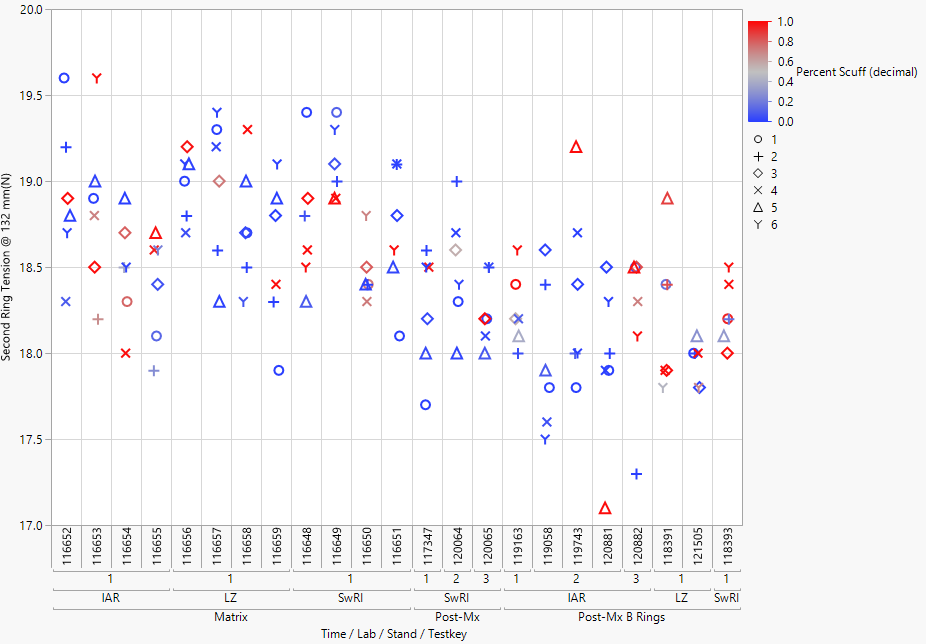 20.0
19.5
19.0
18.5
18.0
17.5
17.0
Second Ring Tension @ 132 mm(N)
1.0
0.8
0.6
0.4
0.2
0.0
Percent Scuff (decimal)
1
2
3
4
5
6
116652 116653 116654 116655 116656 116657 116658 116659 116648 116649 116650 116651 117347 120064 120065 119163 119058 119743 120881 120882 118391 121505 118393
1 1 1 1 2 3 1 2 3 1 1
IAR LZ SwRI SwRI IAR LZ SwRI
Matrix Post-Mx Post-Mx B Rings
Time / Lab / Stand / Testkey